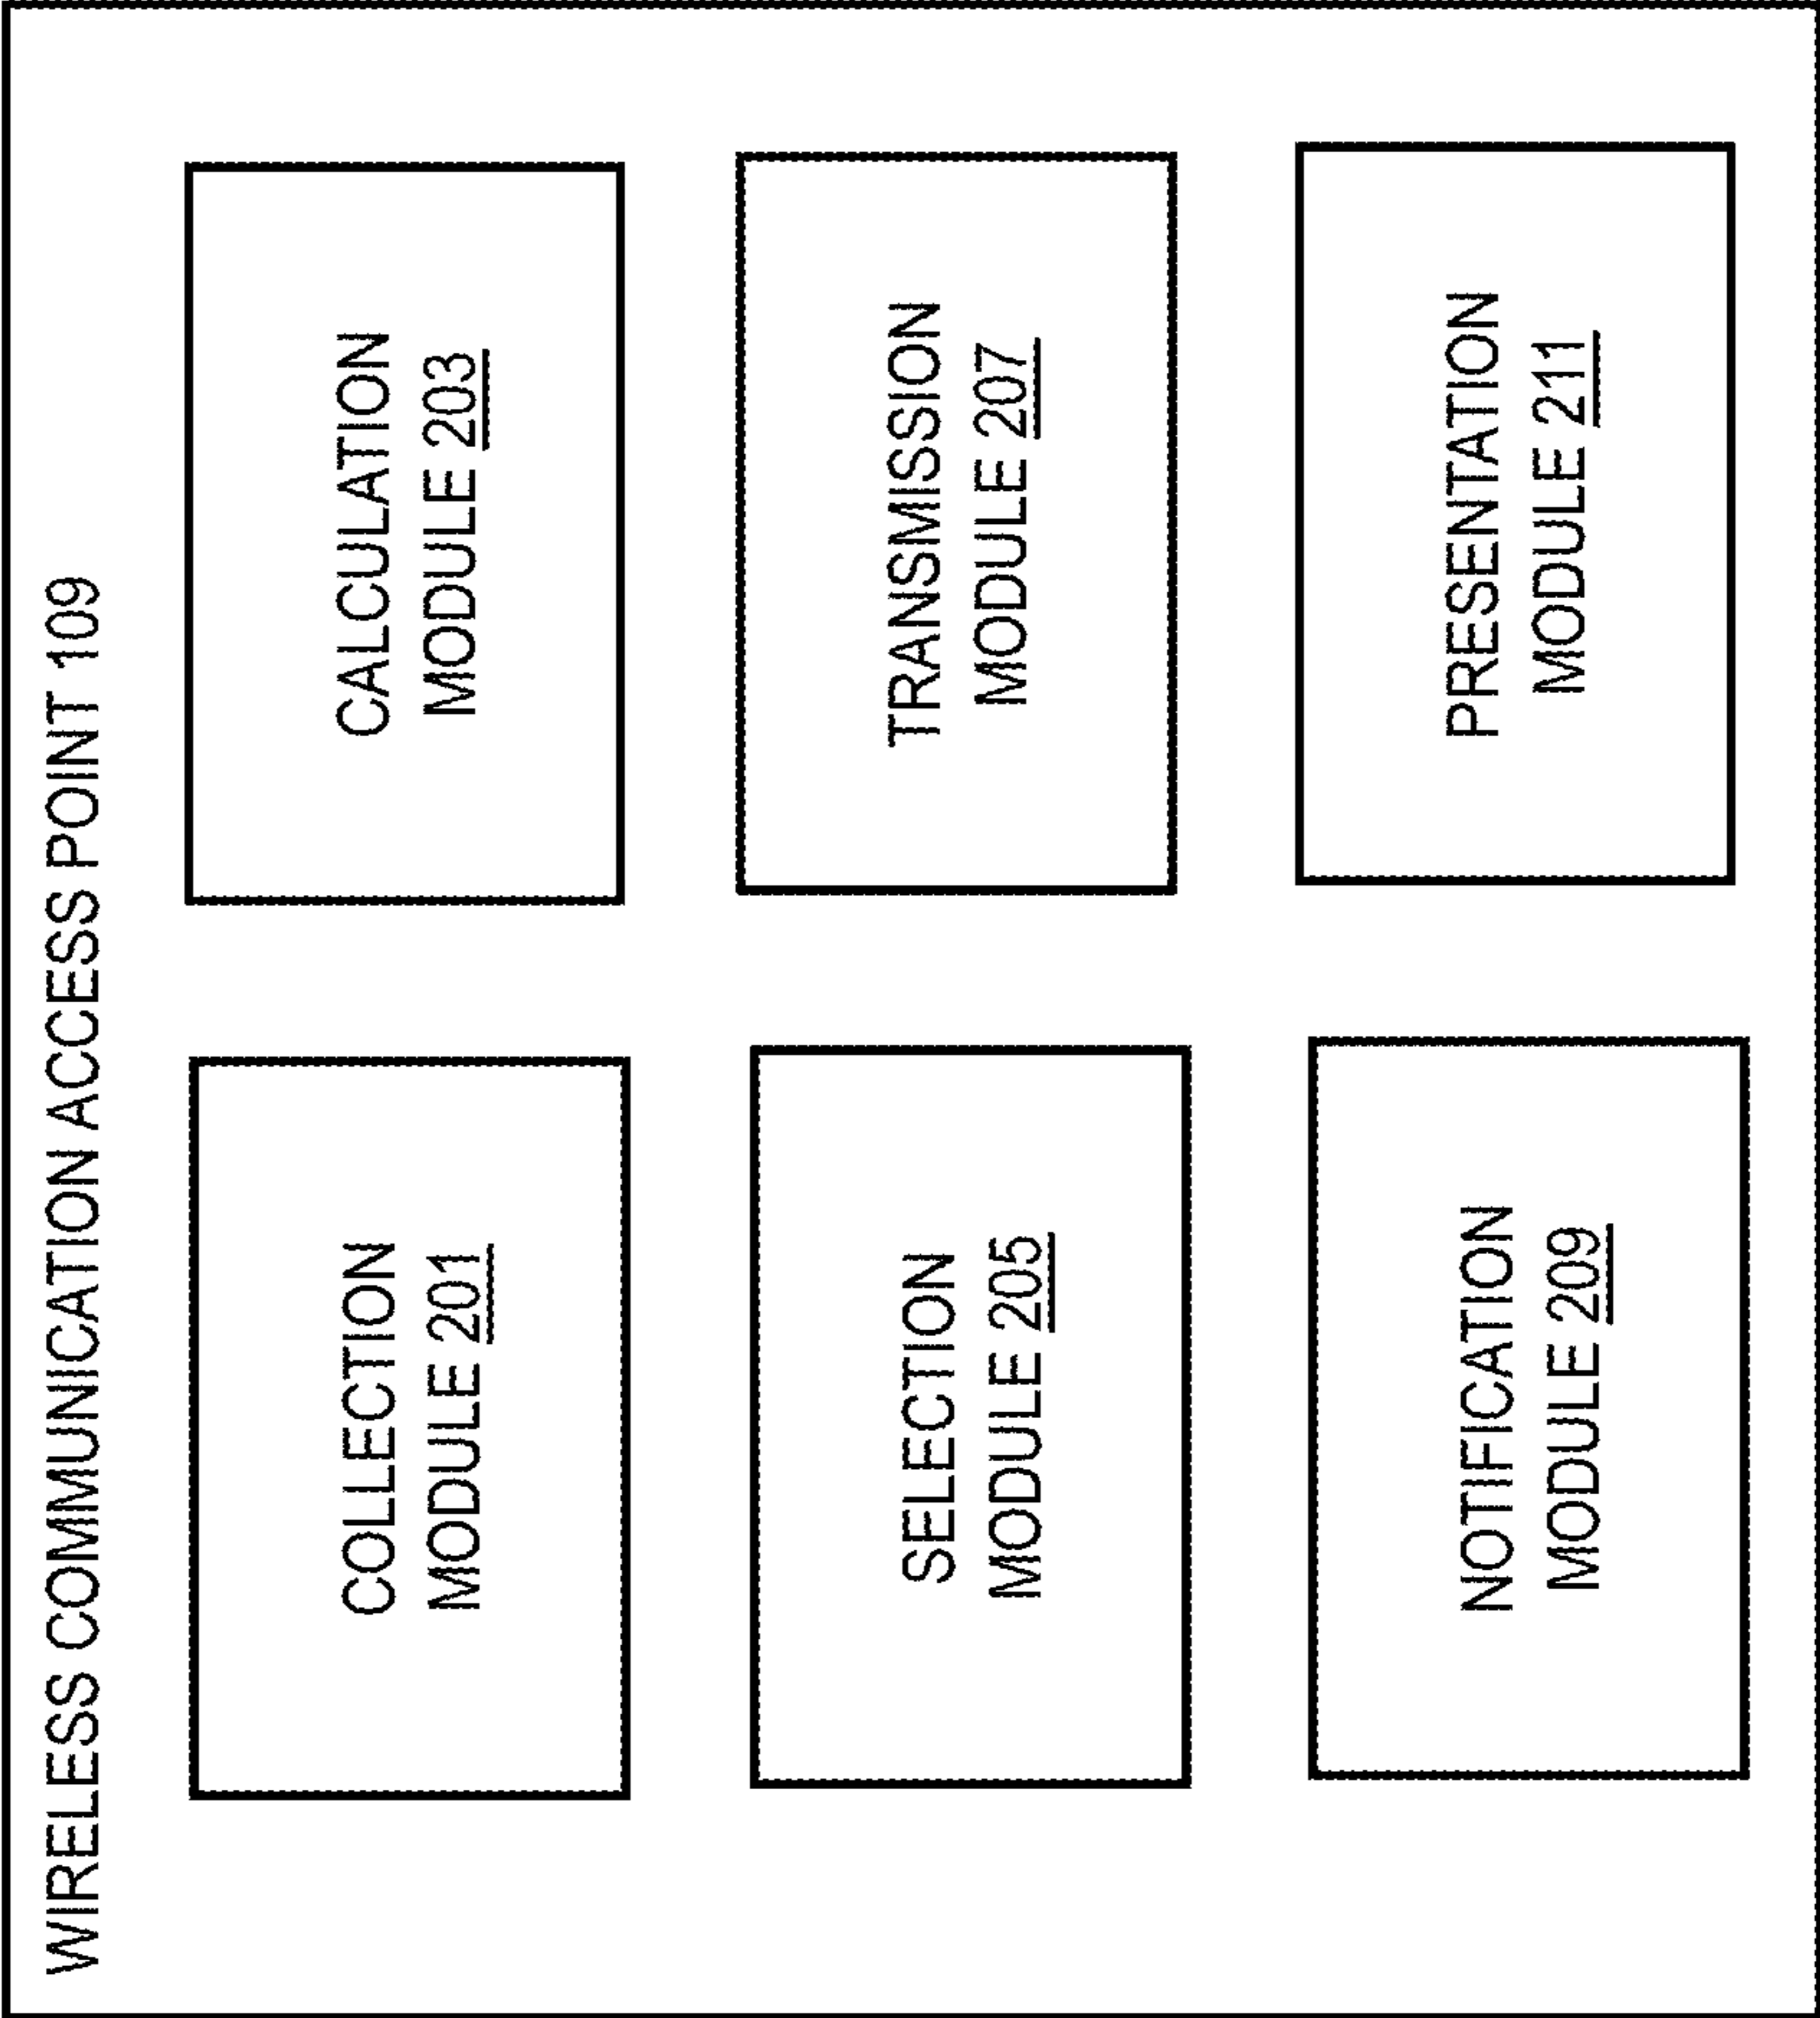 WIRELESS COMMUNICATION ACCESS POINT 109
COLLECTION
MODULE 201
CALCULATION
MODULE 203
SELECTION
MODULE 205
TRANSMISSION
MODULE 207
NOTIFICATION
MODULE 209
PRESENTATION
MODULE 211